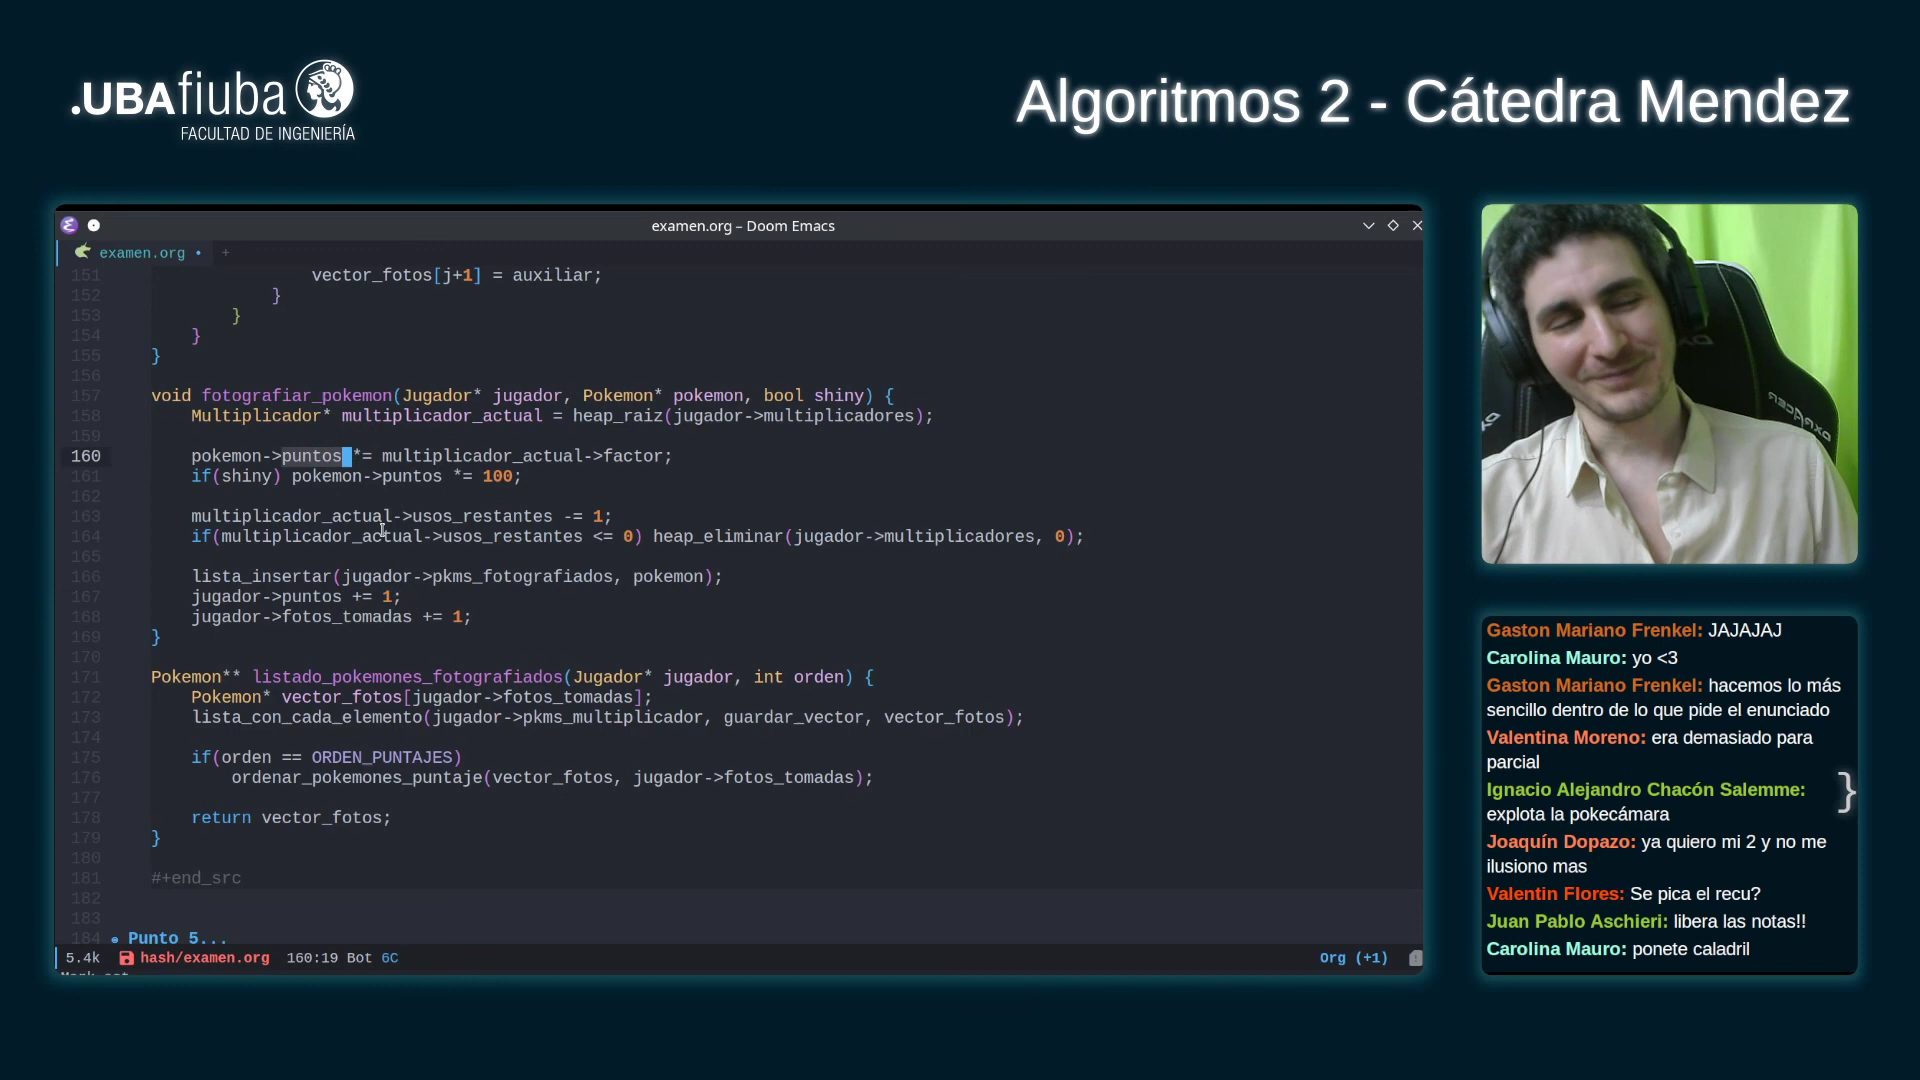 .UBAfiuba
FACULTAD DE INGENIERÍA
Algoritmos 2 - Cátedra Mendez
examen.org – Doom Emacs
examen.org • +
151 vector_fotos[j+1] = auxiliar;
152 }
153 }
154 }
155 }
156
157 void fotografiar_pokemon(Jugador* jugador, Pokemon* pokemon, bool shiny) {
158 Multiplicador* multiplicador_actual = heap_raiz(jugador->multiplicadores);
159
160 pokemon->puntos *= multiplicador_actual->factor;
161 if(shiny) pokemon->puntos *= 100;
162
163 multiplicador_actual->usos_restantes -= 1;
164 if(multiplicador_actual->usos_restantes <= 0) heap_eliminar(jugador->multiplicadores, 0);
165
166 lista_insertar(jugador->pkms_fotografiados, pokemon);
167 jugador->puntos += 1;
168 jugador->fotos_tomadas += 1;
169 }
170
171 Pokemon** listado_pokemones_fotografiados(Jugador* jugador, int orden) {
172 Pokemon* vector_fotos[jugador->fotos_tomadas];
173 lista_con_cada_elemento(jugador->pkms_multiplicador, guardar_vector, vector_fotos);
174
175 if(orden == ORDEN_PUNTAJES)
176 ordenar_pokemones_puntaje(vector_fotos, jugador->fotos_tomadas);
177
178 return vector_fotos;
179 }
180
181 #+end_src
182
183
184 Punto 5...
5.4k hash/examen.org 160:19 Bot 6C Org (+1)
DXRACER
Gaston Mariano Frenkel: JAJAJAJ
Carolina Mauro: yo <3
Gaston Mariano Frenkel: hacemos lo más
sencillo dentro de lo que pide el enunciado
Valentina Moreno: era demasiado para
parcial
Ignacio Alejandro Chacón Salemme:
explota la pokecámara
}
Joaquín Dopazo: ya quiero mi 2 y no me
ilusiono mas
Valentin Flores: Se pica el recu?
Juan Pablo Aschieri: libera las notas!!
Carolina Mauro: ponete caladril